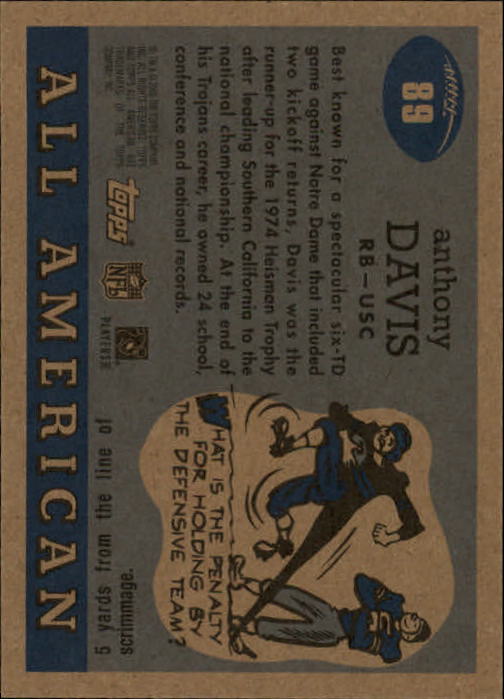 89
anthony
DAVIS
RB-USC
Best known for a spectacular six-TD
game against Notre Dame that included
two kickoff returns, Davis was the
runner-up for the 1974 Heisman Trophy
after leading Southern California to the
national championship. At the end of
his Trojans career, he owned 24 school,
conference and national records.
topps
NFL
PLAYERS
WHAT IS THE PENALTY
FOR HOLDING BY
THE DEFENSIVE TEAM?
5 yards from the line of
scrimmage.
ALL AMERICAN